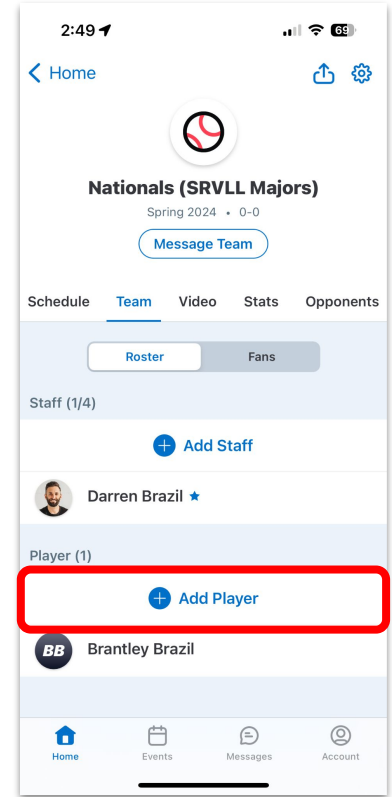 2:49
69
Home
Nationals (SRVLL Majors)
Spring 2024 • 0-0
Message Team
Schedule Team Video Stats Opponents
Roster Fans
Staff (1/4)
Add Staff
Darren Brazil
Player (1)
Add Player
BB Brantley Brazil
Home Events Messages Account